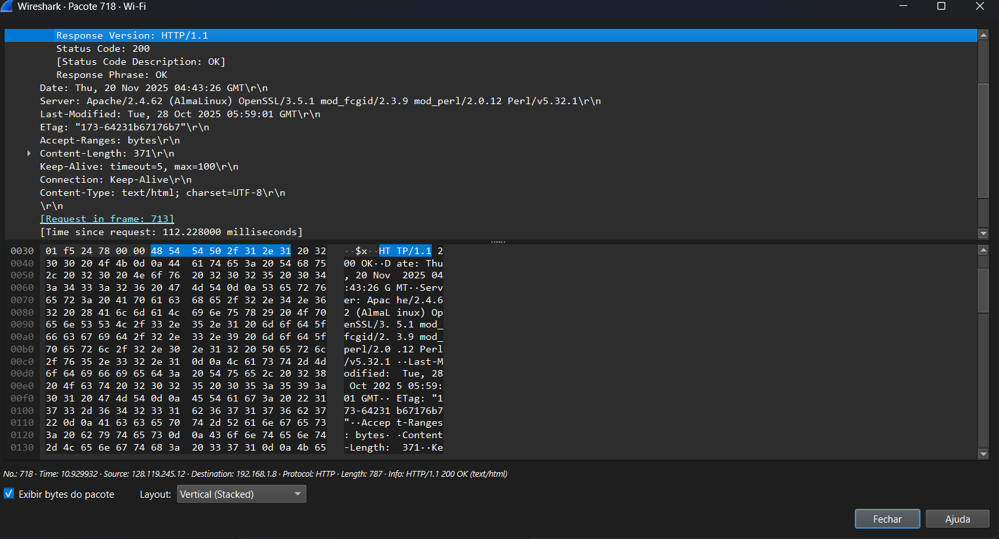 Wireshark · Pacote 718 · Wi-Fi
Response Version: HTTP/1.1
Status Code: 200
[Status Code Description: OK]
Response Phrase: OK
Date: Thu, 20 Nov 2025 04:43:26 GMT\r\n
Server: Apache/2.4.62 (AlmaLinux) OpenSSL/3.5.1 mod_fcgid/2.3.9 mod_perl/2.0.12 Perl/v5.32.1\r\n
Last-Modified: Tue, 28 Oct 2025 05:59:01 GMT\r\n
ETag: "173-64231b67176b7"\r\n
Accept-Ranges: bytes\r\n
Content-Length: 371\r\n
Keep-Alive: timeout=5, max=100\r\n
Connection: Keep-Alive\r\n
Content-Type: text/html; charset=UTF-8\r\n
\r\n
[Request in frame: 713]
[Time since request: 112.228000 milliseconds]
0030 01 f5 24 78 00 00 48 54 54 50 2f 31 2e 31 20 32 ··$x··HT TP/1.1 2
0040 30 30 20 4f 4b 0d 0a 44 61 74 65 3a 20 54 68 75 00 OK··D ate: Thu
0050 2c 20 32 30 20 4e 6f 76 20 32 30 32 35 20 30 34 , 20 Nov 2025 04
0060 3a 34 33 3a 32 36 20 47 4d 54 0d 0a 53 65 72 76 :43:26 G MT··Serv
0070 65 72 3a 20 41 70 61 63 68 65 2f 32 2e 34 2e 36 er: Apac he/2.4.6
0080 32 20 28 41 6c 6d 61 4c 69 6e 75 78 29 20 4f 70 2 (AlmaL inux) Op
0090 65 6e 53 53 4c 2f 33 2e 35 2e 31 20 6d 6f 64 5f enSSL/3. 5.1 mod_
00a0 66 63 67 69 64 2f 32 2e 33 2e 39 20 6d 6f 64 5f fcgid/2. 3.9 mod_
00b0 70 65 72 6c 2f 32 2e 30 2e 31 32 20 50 65 72 6c perl/2.0 .12 Perl
00c0 2f 76 35 2e 33 32 2e 31 0d 0a 4c 61 73 74 2d 4d /v5.32.1 ··Last-M
00d0 6f 64 69 66 69 65 64 3a 20 54 75 65 2c 20 32 38 odified: Tue, 28
00e0 20 4f 63 74 20 32 30 32 35 20 30 35 3a 35 39 3a Oct 202 5 05:59:
00f0 30 31 20 47 4d 54 0d 0a 45 54 61 67 3a 20 22 31 01 GMT·· ETag: "1
0100 37 33 2d 36 34 32 33 31 62 36 37 31 37 36 62 37 73-64231 b67176b7
0110 22 0d 0a 41 63 63 65 70 74 2d 52 61 6e 67 65 73 "··Accep t-Ranges
0120 3a 20 62 79 74 65 73 0d 0a 43 6f 6e 74 65 6e 74 : bytes· ·Content
0130 2d 4c 65 6e 67 74 68 3a 20 33 37 31 0d 0a 4b 65 -Length: 371··Ke
No.: 718 · Time: 10.929932 · Source: 128.119.245.12 · Destination: 192.168.1.8 · Protocol: HTTP · Length: 787 · Info: HTTP/1.1 200 OK (text/html)
Exibir bytes do pacote Layout: Vertical (Stacked)
Fechar Ajuda